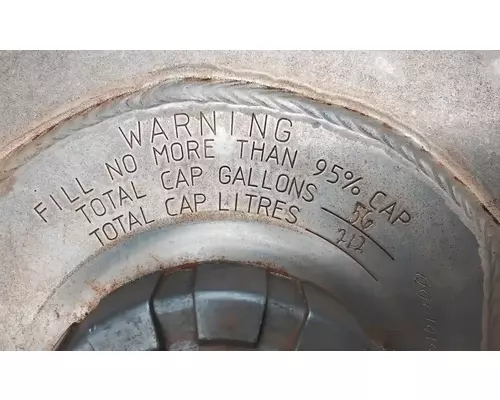 WARNING
FILL NO MORE THAN 95% CAP
TOTAL CAP GALLONS 56
TOTAL CAP LITRES 212